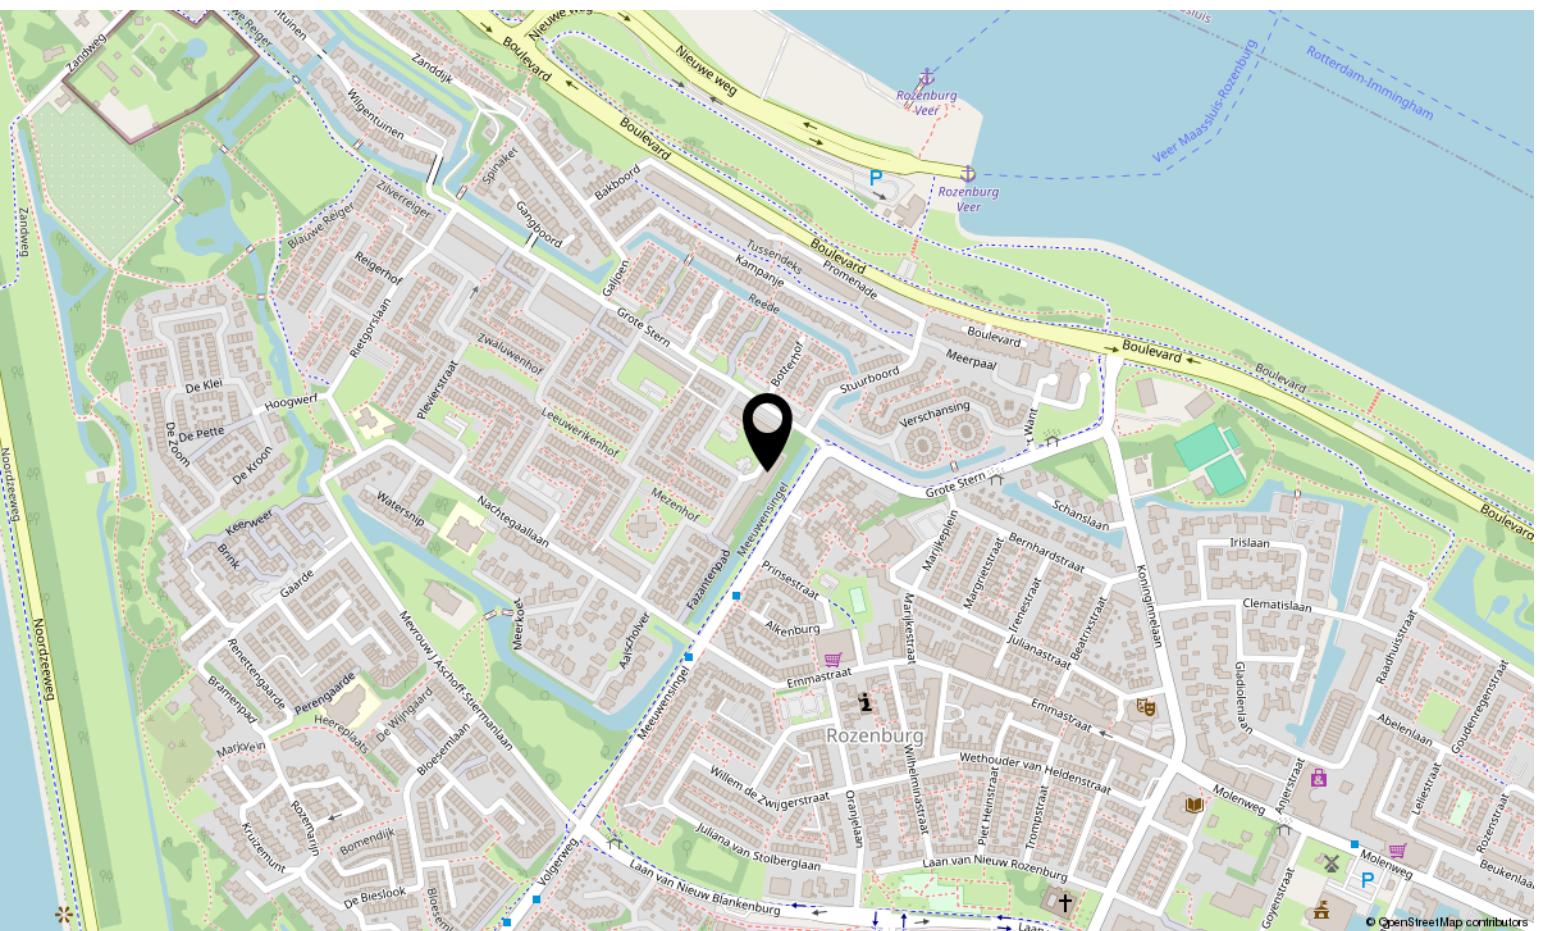 Zandweg
Nieuwe weg
Boulevard
Zanddijk
Nieuwe weg
Wilgentuinen
Boulevard
Rozenburg
Veer
Rotterdam-Immingham
Veer Maassluis-Rozenburg
P
Rozenburg
Veer
Spinaker
Bakboord
Zilverreiger
Gangboord
Blauwe Reiger
Zandweg
Reigerhof
Galjoen
Tussendeks
Kampanje
Boulevard
Promenade
Reede
Grote Stern
Rietgorslaan
Zwaluwenhof
Botterhof
Boulevard
Meerpaal
Boulevard
Boulevard
Stuurboord
De Klei
Hoogwerf
Plevierstraat
Leeuwerikenhof
Verschansing
't Want
De Pette
De Zoom
De Kroon
Noordzeeweg
Grote Stern
Watersnip
Nachtegaallaan
Mezenhof
Meeuwensingel
Schanslaan
Boulevard
Keerweer
Brink
Marijkeplein
Bernhardstraat
Irislaan
Gaarde
Fazantenpad
Prinsestraat
Margrietstraat
Irenestraat
Koninginnelaan
Meerkoet
Aalscholver
Alkenburg
Marijkestraat
Julianastraat
Beatrixstraat
Clematislaan
Raadhuisstraat
Noordzeeweg
Mevrouw J Aschoff-Stiermanlaan
Renettengaarde
Emmastraat
Meeuwensingel
Gladiolenlaan
Bramenpad
Perengaarde
De Wijngaard
Heereplaats
Rozenburg
Emmastraat
Abelenlaan
Goudenregenstraat
Marjolein
Bloesemlaan
Wilhelminastraat
Wethouder van Heldenstraat
Willem de Zwijgerstraat
Oranjelaan
Piet Heinstraat
Trompstraat
Molenweg
Anjerstraat
Leliestraat
Rozenstraat
Rozemarijn
Kruizemunt
Bomendijk
Juliana van Stolberglaan
Laan van Nieuw Rozenburg
Volgerweg
Laan van Nieuw Blankenburg
De Bieslook
Molenweg
P
Goyenstraat
© OpenStreetMap contributors